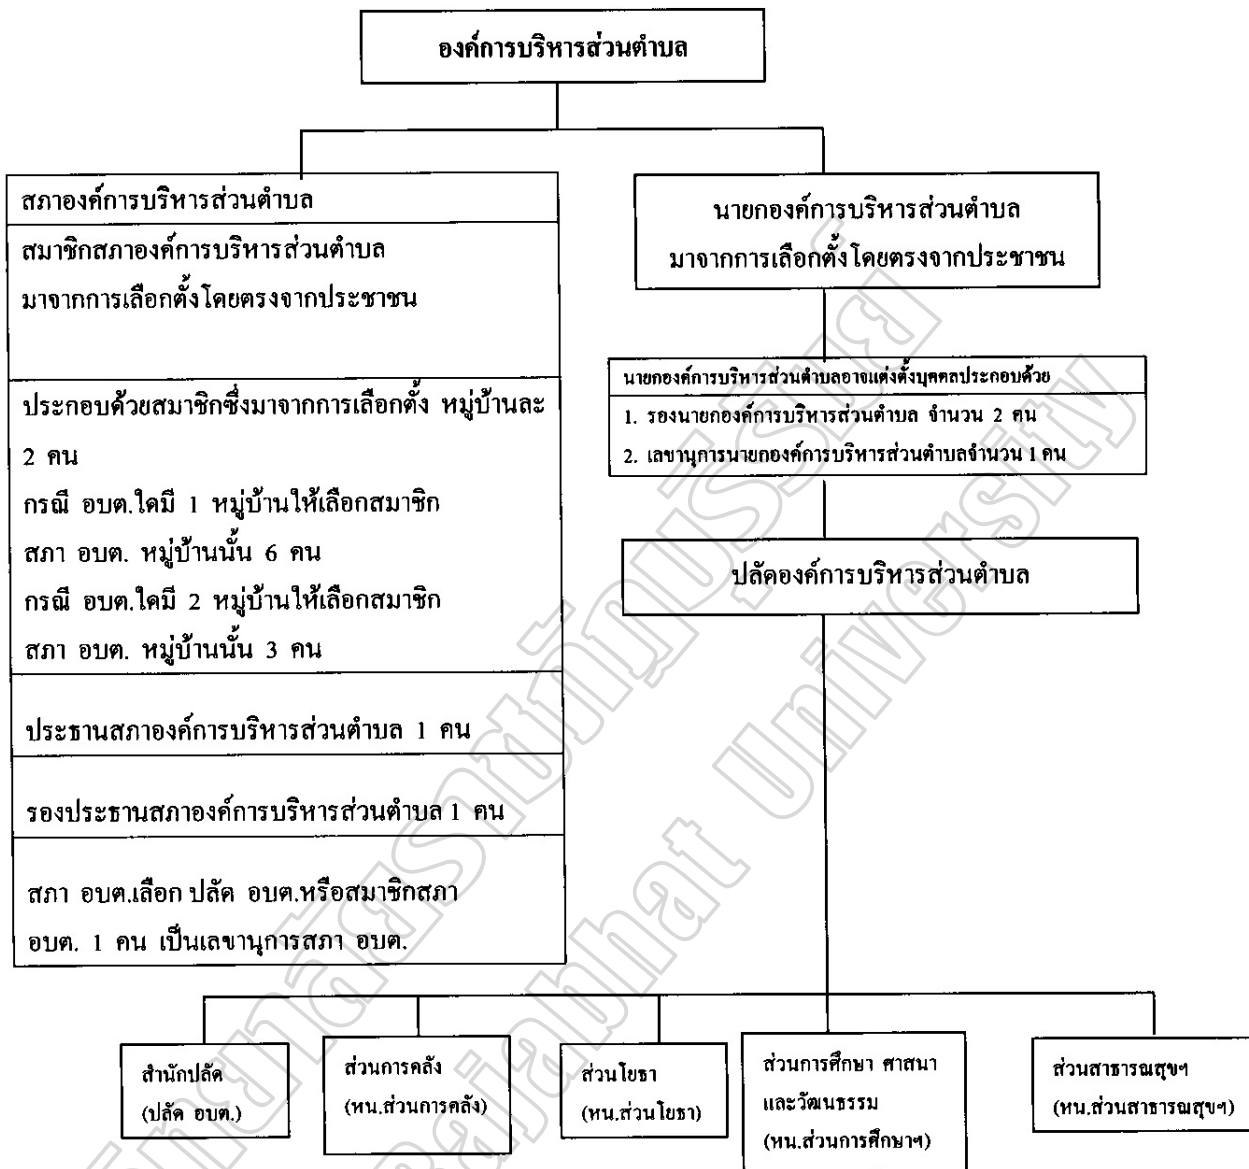 องค์การบริหารส่วนตำบล
สภาองค์การบริหารส่วนตำบล
สมาชิกสภาองค์การบริหารส่วนตำบล
มาจากการเลือกตั้งโดยตรงจากประชาชน
ประกอบด้วยสมาชิกซึ่งมาจากการเลือกตั้ง หมู่บ้านละ
2 คน
กรณี อบต.ใดมี 1 หมู่บ้านให้เลือกสมาชิก
สภา อบต. หมู่บ้านนั้น 6 คน
กรณี อบต.ใดมี 2 หมู่บ้านให้เลือกสมาชิก
สภา อบต. หมู่บ้านนั้น 3 คน
ประธานสภาองค์การบริหารส่วนตำบล 1 คน
รองประธานสภาองค์การบริหารส่วนตำบล 1 คน
สภา อบต.เลือก ปลัด อบต.หรือสมาชิกสภา
อบต. 1 คน เป็นเลขานุการสภา อบต.
นายกองค์การบริหารส่วนตำบล
มาจากการเลือกตั้งโดยตรงจากประชาชน
นายกองค์การบริหารส่วนตำบลอาจแต่งตั้งบุคคลประกอบด้วย
1. รองนายกองค์การบริหารส่วนตำบล จำนวน 2 คน
2. เลขานุการนายกองค์การบริหารส่วนตำบลจำนวน 1 คน
ปลัดองค์การบริหารส่วนตำบล
สำนักปลัด
(ปลัด อบต.)
ส่วนการคลัง
(หน.ส่วนการคลัง)
ส่วนโยธา
(หน.ส่วนโยธา)
ส่วนการศึกษา ศาสนา
และวัฒนธรรม
(หน.ส่วนการศึกษาฯ)
ส่วนสาธารณสุขฯ
(หน.ส่วนสาธารณสุขฯ)
Rajabhat University